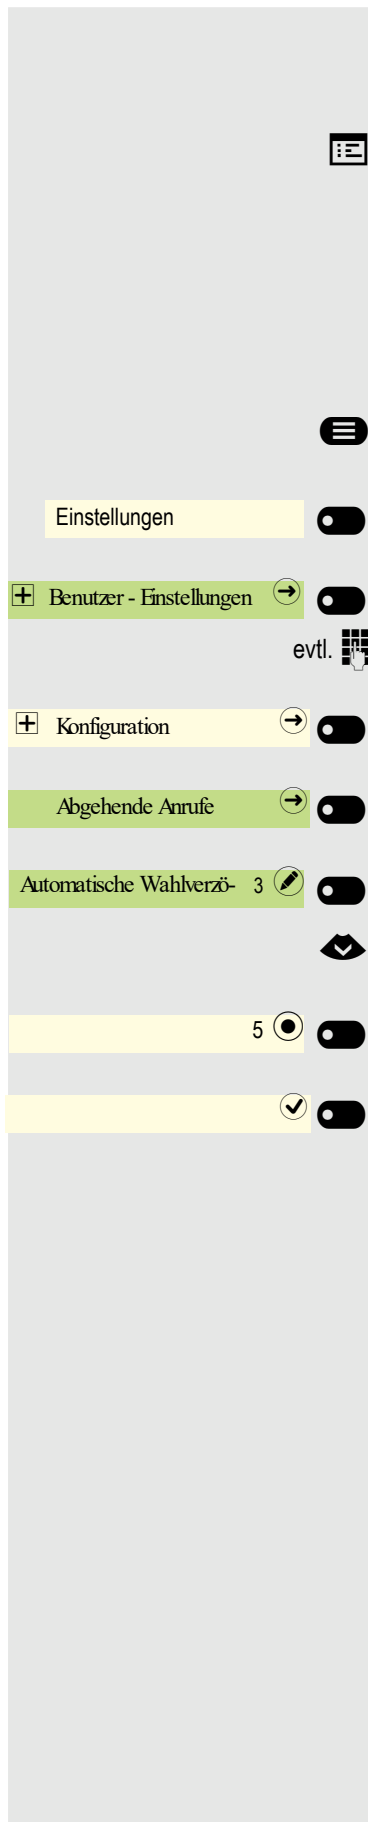 Einstellungen
Benutzer - Einstellungen
evtl.
Konfiguration
Abgehende Anrufe
Automatische Wahlverzö- 3
5